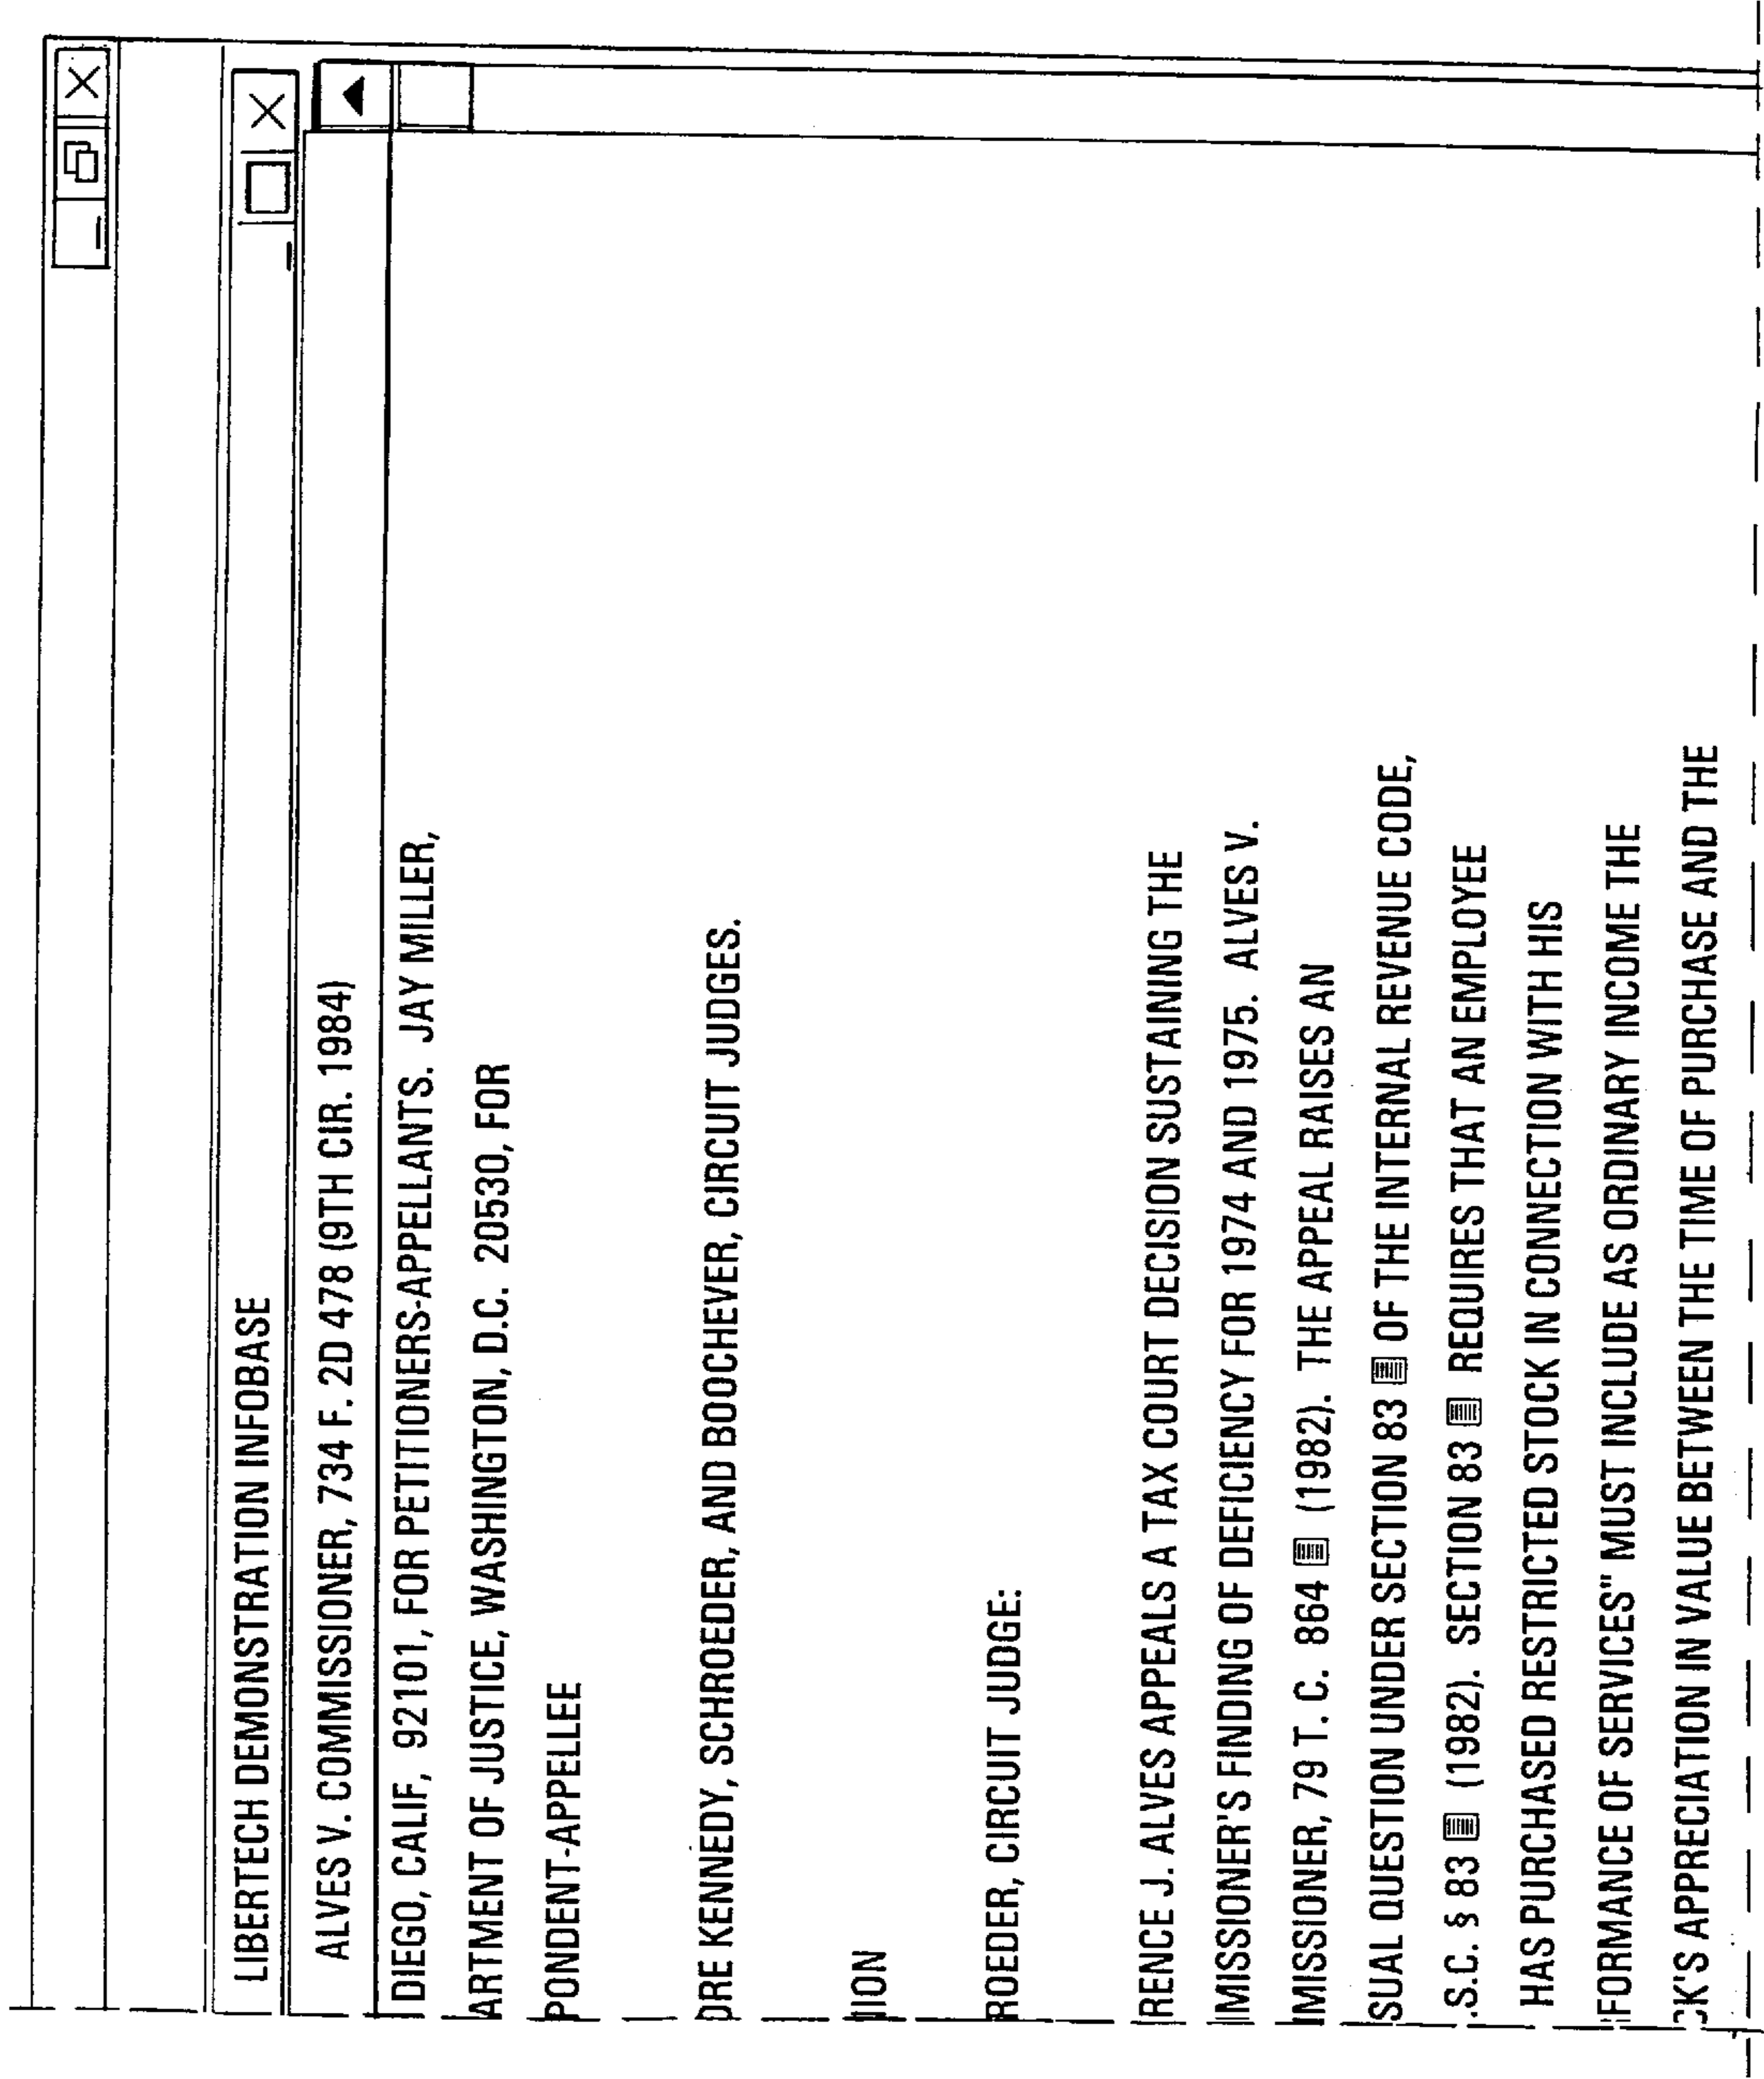 LIBERTECH DEMONSTRATION INFOBASE
ALVES V. COMMISSIONER, 734 F. 2D 478 (9TH CIR. 1984)
DIEGO, CALIF, 92101, FOR PETITIONERS-APPELLANTS. JAY MILLER,
ARTMENT OF JUSTICE, WASHINGTON, D.C. 20530, FOR
PONDENT-APPELLEE
ORE KENNEDY, SCHROEDER, AND BOOCHEVER, CIRCUIT JUDGES.
NION
ROEDER, CIRCUIT JUDGE:
RENCE J. ALVES APPEALS A TAX COURT DECISION SUSTAINING THE
MMISSIONER'S FINDING OF DEFICIENCY FOR 1974 AND 1975. ALVES V.
MMISSIONER, 79 T. C. 864 (1982). THE APPEAL RAISES AN
SUAL QUESTION UNDER SECTION 83 OF THE INTERNAL REVENUE CODE,
.S.C. § 83 (1982). SECTION 83 REQUIRES THAT AN EMPLOYEE
HAS PURCHASED RESTRICTED STOCK IN CONNECTION WITH HIS
FORMANCE OF SERVICES" MUST INCLUDE AS ORDINARY INCOME THE
CK'S APPRECIATION IN VALUE BETWEEN THE TIME OF PURCHASE AND THE